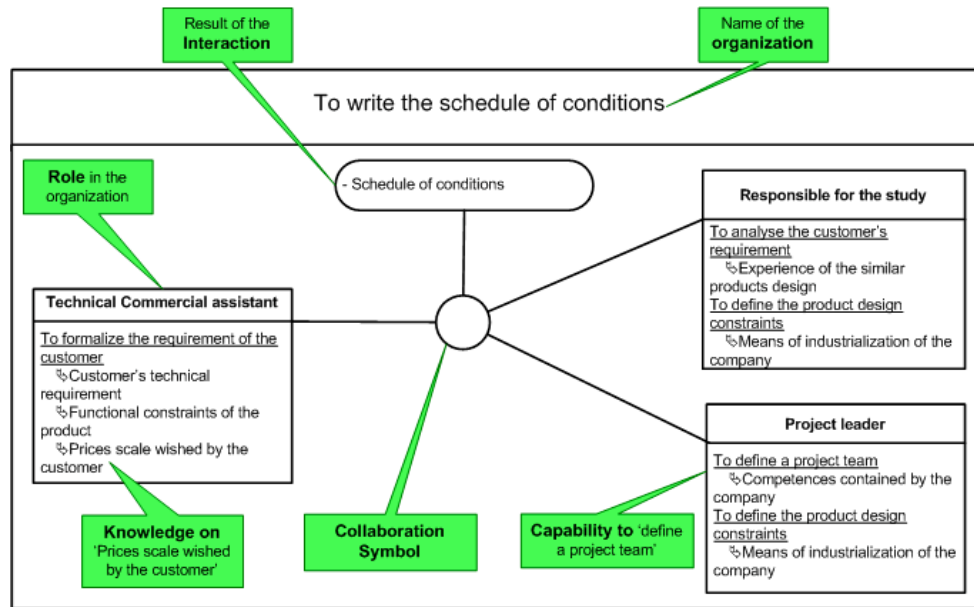 Result of the
Interaction
Name of the
organization
To write the schedule of conditions
Role in the
organization
- Schedule of conditions
Responsible for the study
To analyse the customer's
requirement
Experience of the similar
products design
To define the product design
constraints
Means of industrialization of the
company
Technical Commercial assistant
To formalize the requirement of the
customer
Customer's technical
requirement
Functional constraints of the
product
Prices scale wished by the
customer
Project leader
To define a project team
Competences contained by the
company
To define the product design
constraints
Means of industrialization of the
company
Knowledge on
'Prices scale wished
by the customer'
Collaboration
Symbol
Capability to 'define
a project team'